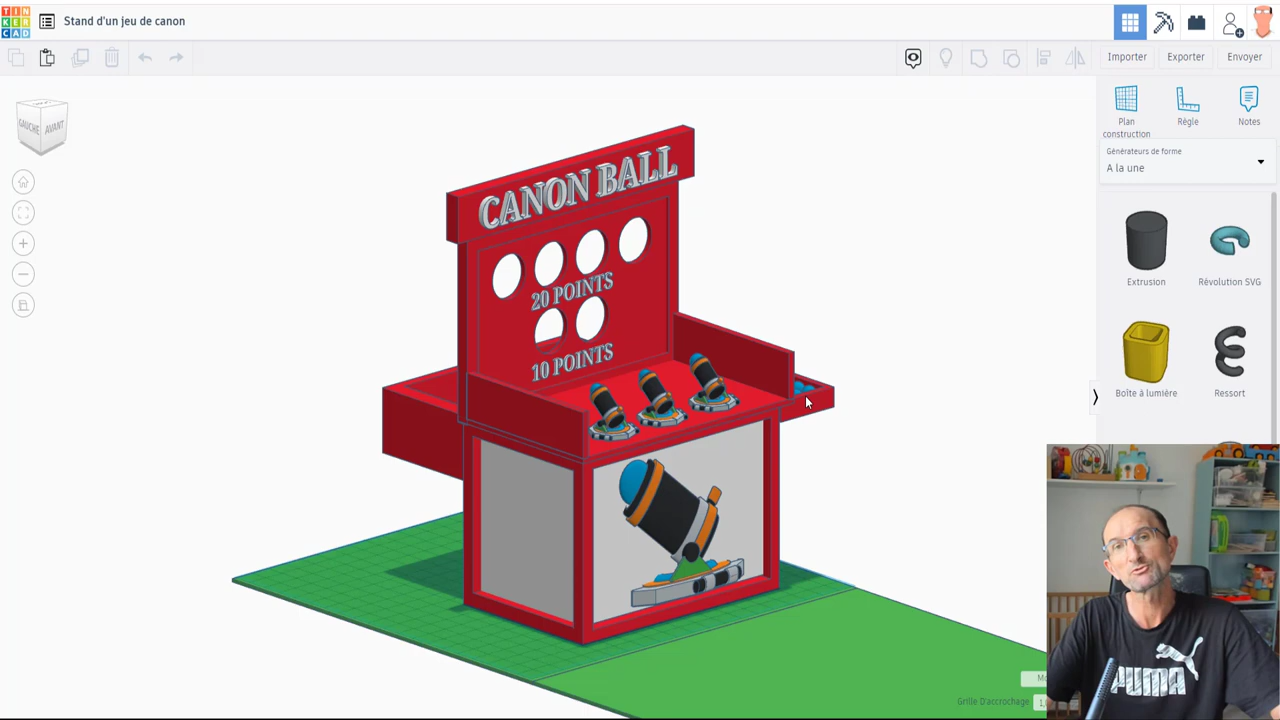 TIN
KER
CAD
Stand d'un jeu de canon
Importer
Exporter
Envoyer
GAUCHE
AVANT
Plan
construction
Règle
Notes
Générateurs de forme
A la une
Extrusion
Révolution SVG
Boîte à lumière
Ressort
CANON BALL
20 POINTS
10 POINTS
PUMA
Grille D'accrochage